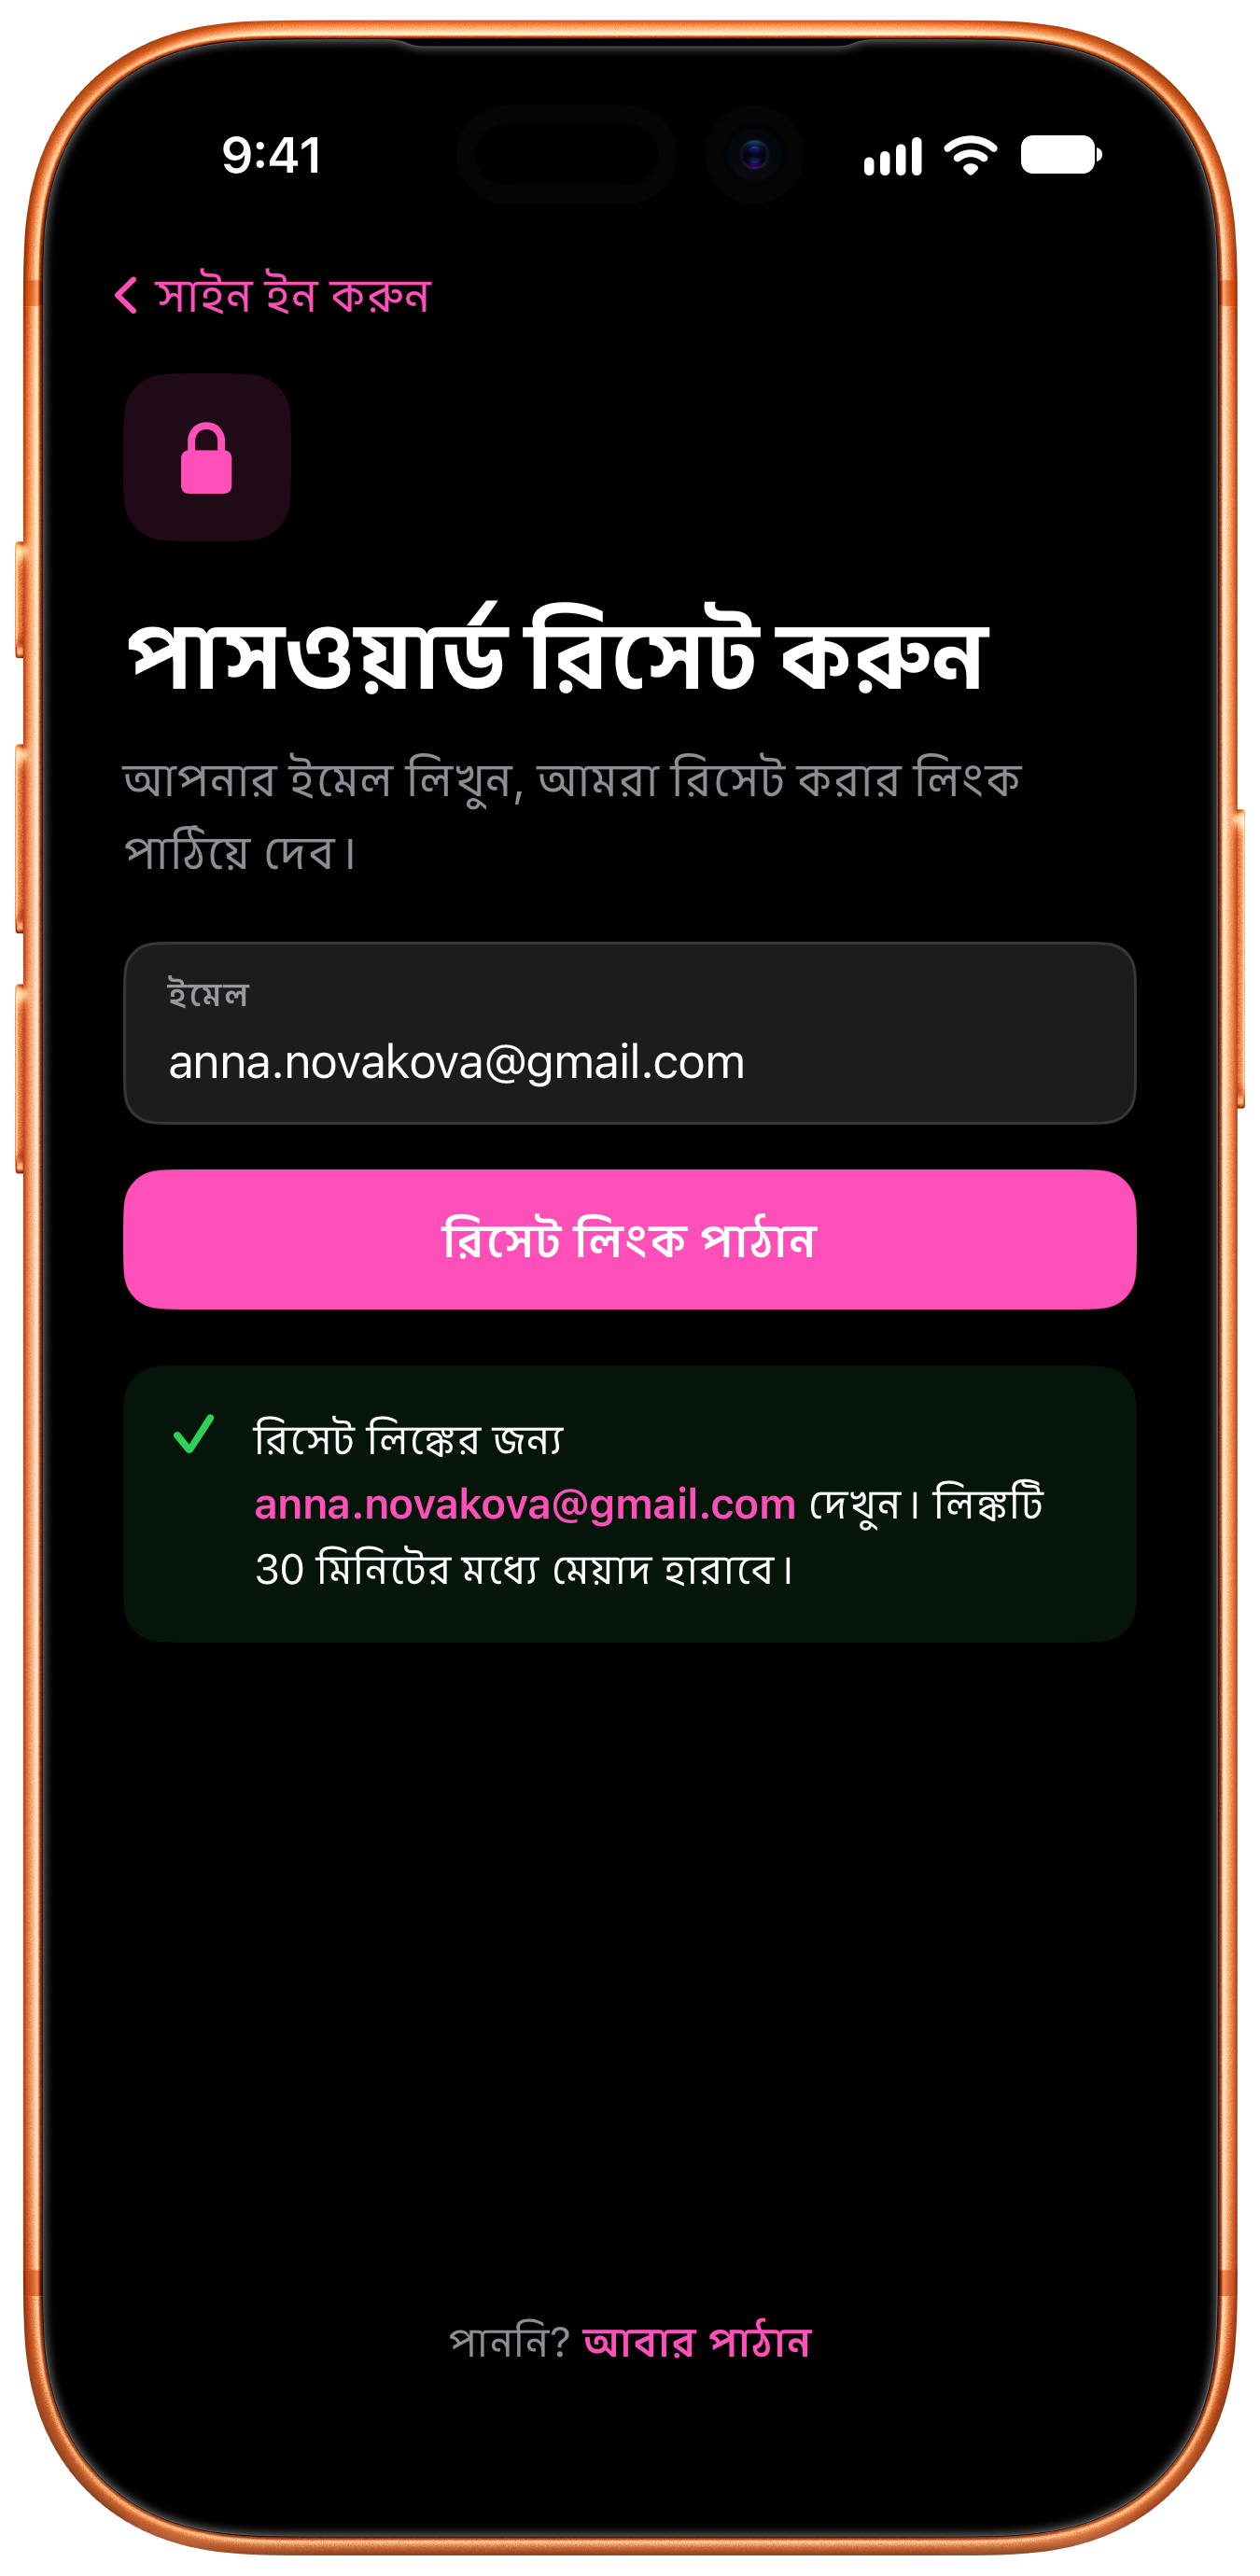 9:41
সাইন ইন করুন
পাসওয়ার্ড রিসেট করুন
আপনার ইমেল লিখুন, আমরা রিসেট করার লিংক
পাঠিয়ে দেব।
ইমেল
anna.novakova@gmail.com
রিসেট লিংক পাঠান
রিসেট লিঙ্কের জন্য
anna.novakova@gmail.com দেখুন। লিঙ্কটি
30 মিনিটের মধ্যে মেয়াদ হারাবে।
পাননি? আবার পাঠান